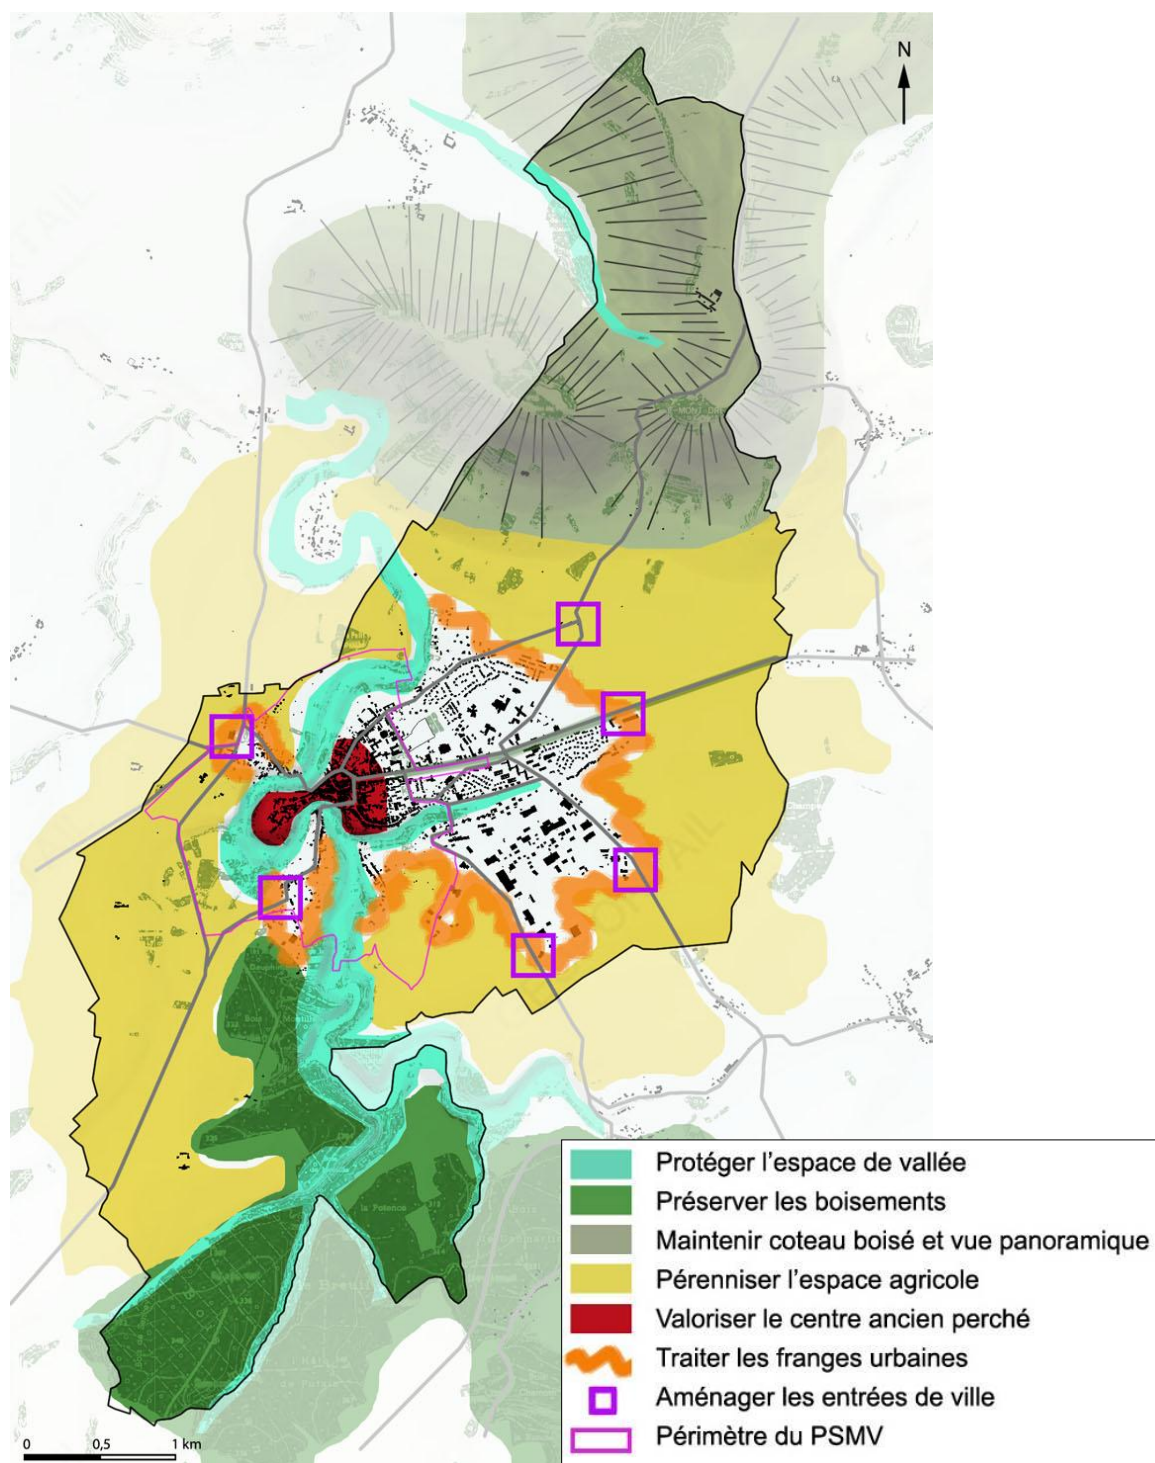 N
0
0,5
1 km
Protéger l'espace de vallée
Préserver les boisements
Maintenir coteau boisé et vue panoramique
Pérenniser l'espace agricole
Valoriser le centre ancien perché
Traiter les franges urbaines
Aménager les entrées de ville
Périmètre du PSMV
la Potence